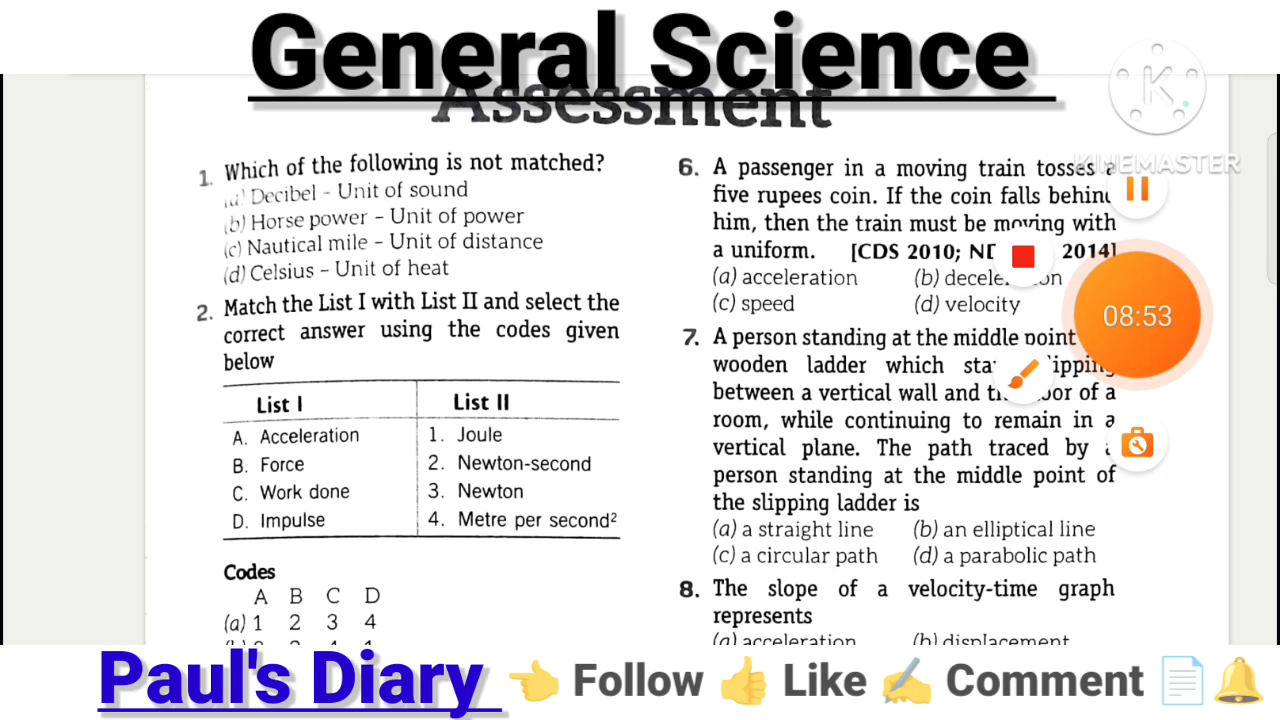 General Science
Assessment
KINEMASTER
1. Which of the following is not matched?
(a) Decibel – Unit of sound
(b) Horse power – Unit of power
(c) Nautical mile – Unit of distance
(d) Celsius – Unit of heat
2. Match the List I with List II and select the
correct answer using the codes given
below
List I List II
A. Acceleration 1. Joule
B. Force 2. Newton-second
C. Work done 3. Newton
D. Impulse 4. Metre per second²
Codes
A B C D
(a) 1 2 3 4
6. A passenger in a moving train tosses a
five rupees coin. If the coin falls behind
him, then the train must be moving with
a uniform. [CDS 2010; 2014]
(a) acceleration (b)
(c) speed (d) velocity
7. A person standing at the middle point
wooden ladder which
between a vertical wall and of a
room, while continuing to remain in a
vertical plane. The path traced by
person standing at the middle point of
the slipping ladder is
(a) a straight line (b) an elliptical line
(c) a circular path (d) a parabolic path
8. The slope of a velocity-time graph
represents
(a) acceleration (b) displacement
08:53
Paul's Diary 👈 Follow 👍 Like ✍ Comment 📄🔔